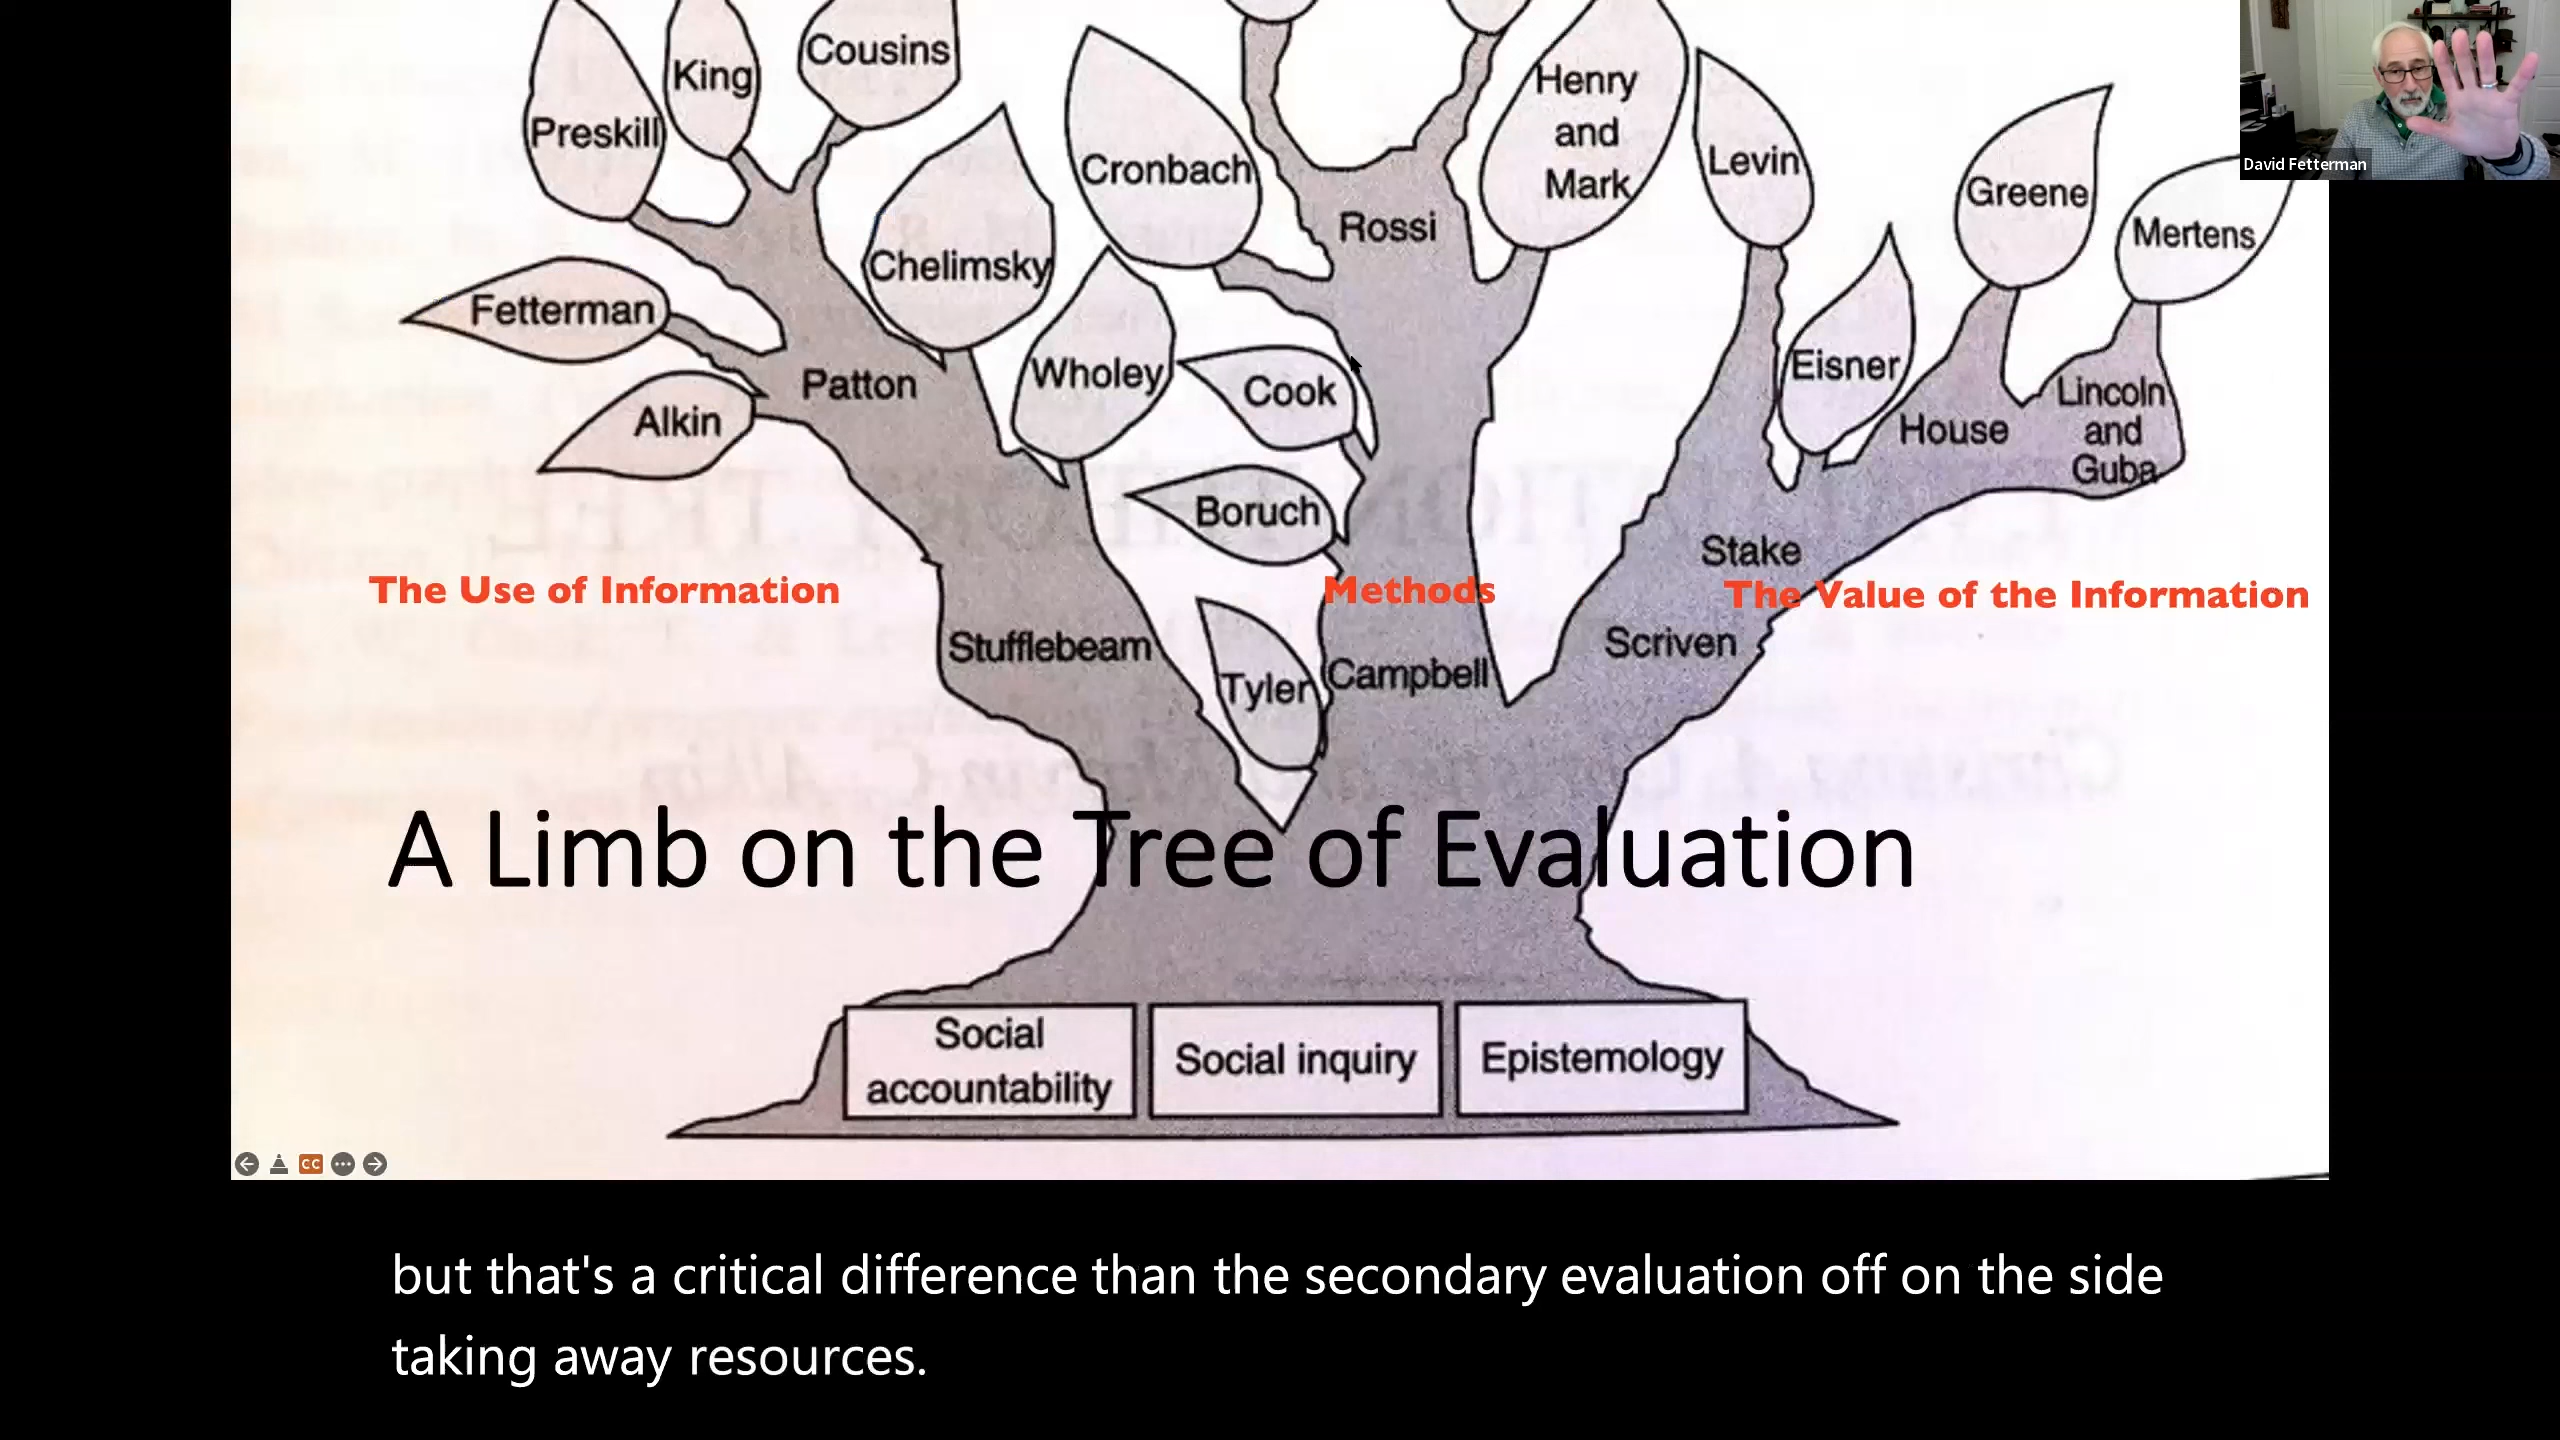 Cousins
King
Preskill
Henry
and
Mark
Levin
Cronbach
David Fetterman
Greene
Rossi
Mertens
Chelimsky
Fetterman
Eisner
Wholey
Patton
Cook
Lincoln
and
Guba
Alkin
House
Boruch
Stake
The Use of Information
Methods
The Value of the Information
Scriven
Stufflebeam
Campbell
Tyler
A Limb on the Tree of Evaluation
Social
accountability
Social inquiry
Epistemology
CC
but that's a critical difference than the secondary evaluation off on the side
taking away resources.